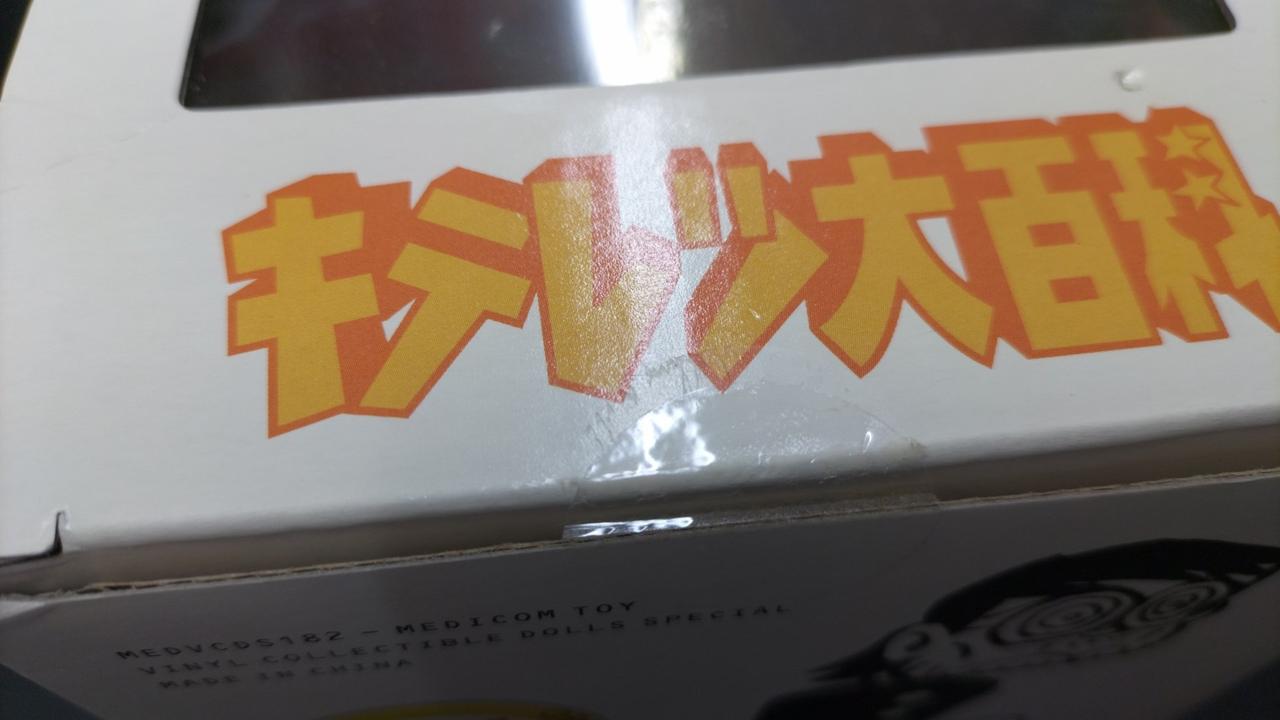 キテレツ大百科
MEDVCDS182 – MEDICOM TOY
VINYL COLLECTIBLE DOLLS SPECIAL
MADE IN CHINA